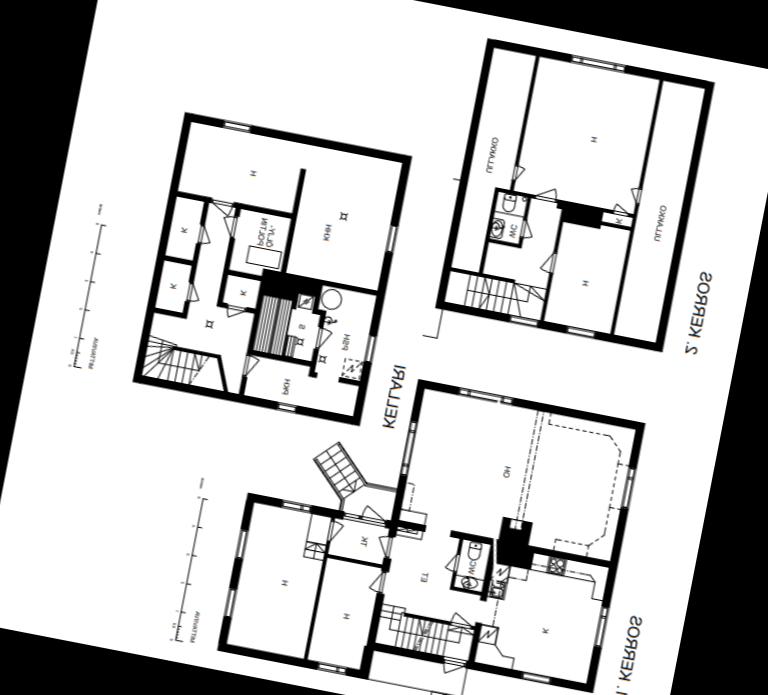 2. KERROS
ULLAKKO
H
K
ULLAKKO
WC
H
KELLARI
H
KHH
K
ÖLJY-
POLTIN
K
K
S
PSH
PKH
1. KERROS
OH
TK
ET
WC
H
H
K
MITTAKAAVA
MITTAKAAVA